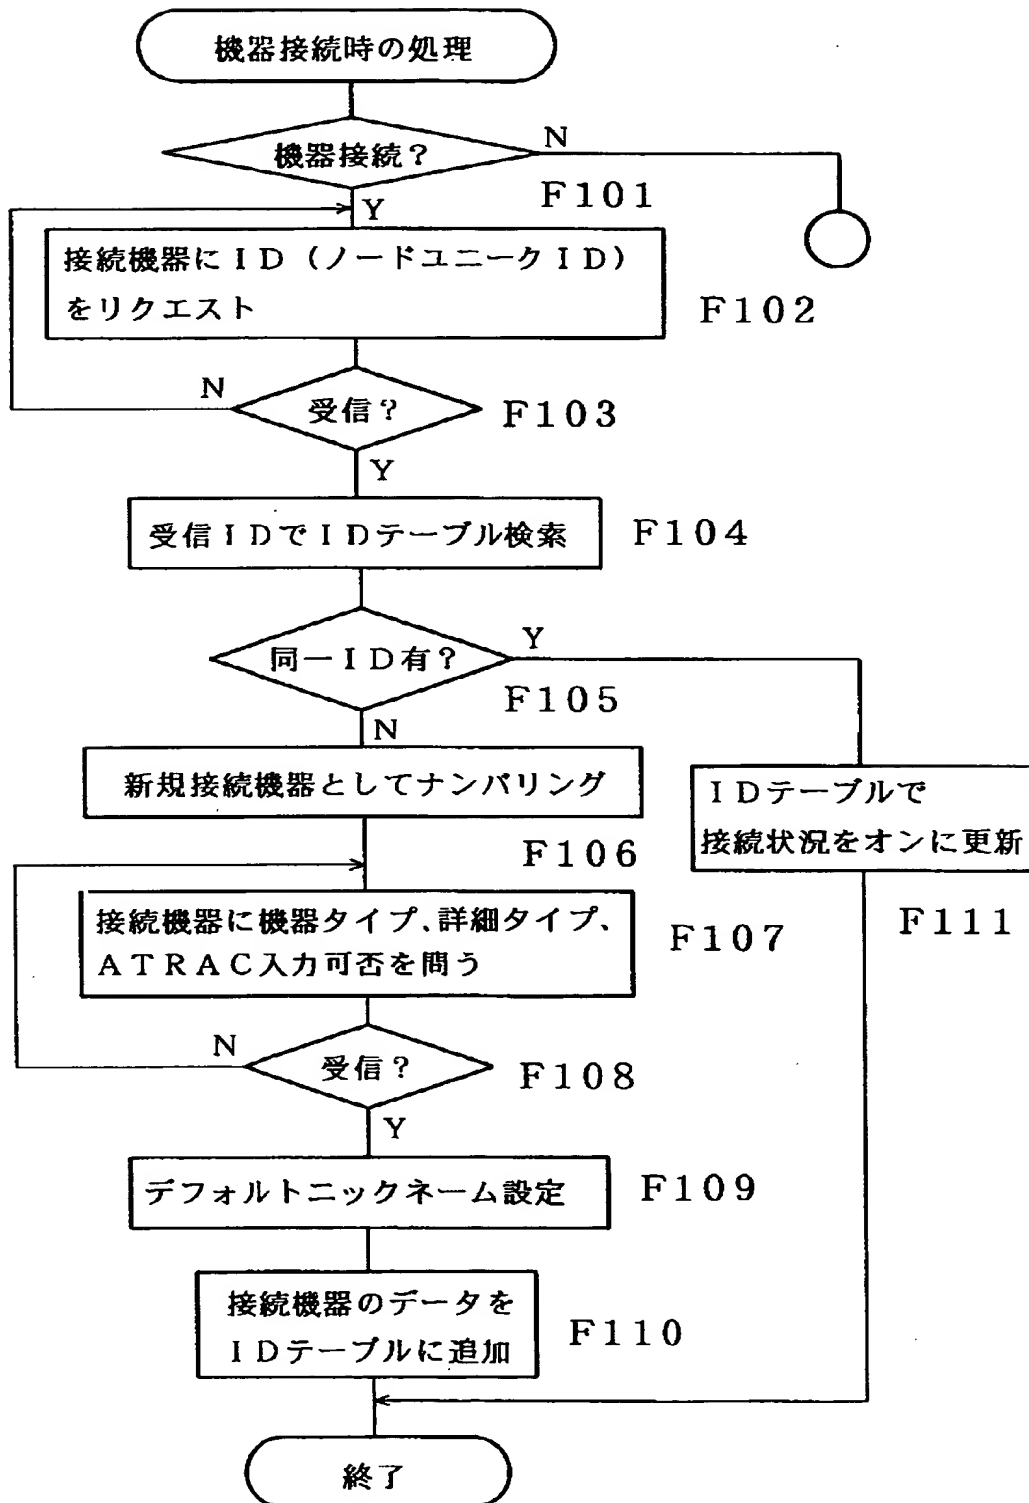 機器接続時の処理
機器接続？
N
F101
Y
接続機器にＩＤ（ノードユニークＩＤ）
をリクエスト
F102
N
受信？
F103
Y
受信ＩＤでＩＤテーブル検索
F104
同一ＩＤ有？
Y
F105
N
新規接続機器としてナンバリング
ＩＤテーブルで
接続状況をオンに更新
F106
接続機器に機器タイプ、詳細タイプ、
ＡＴＲＡＣ入力可否を問う
F107
F111
N
受信？
F108
Y
デフォルトニックネーム設定
F109
接続機器のデータを
ＩＤテーブルに追加
F110
終了